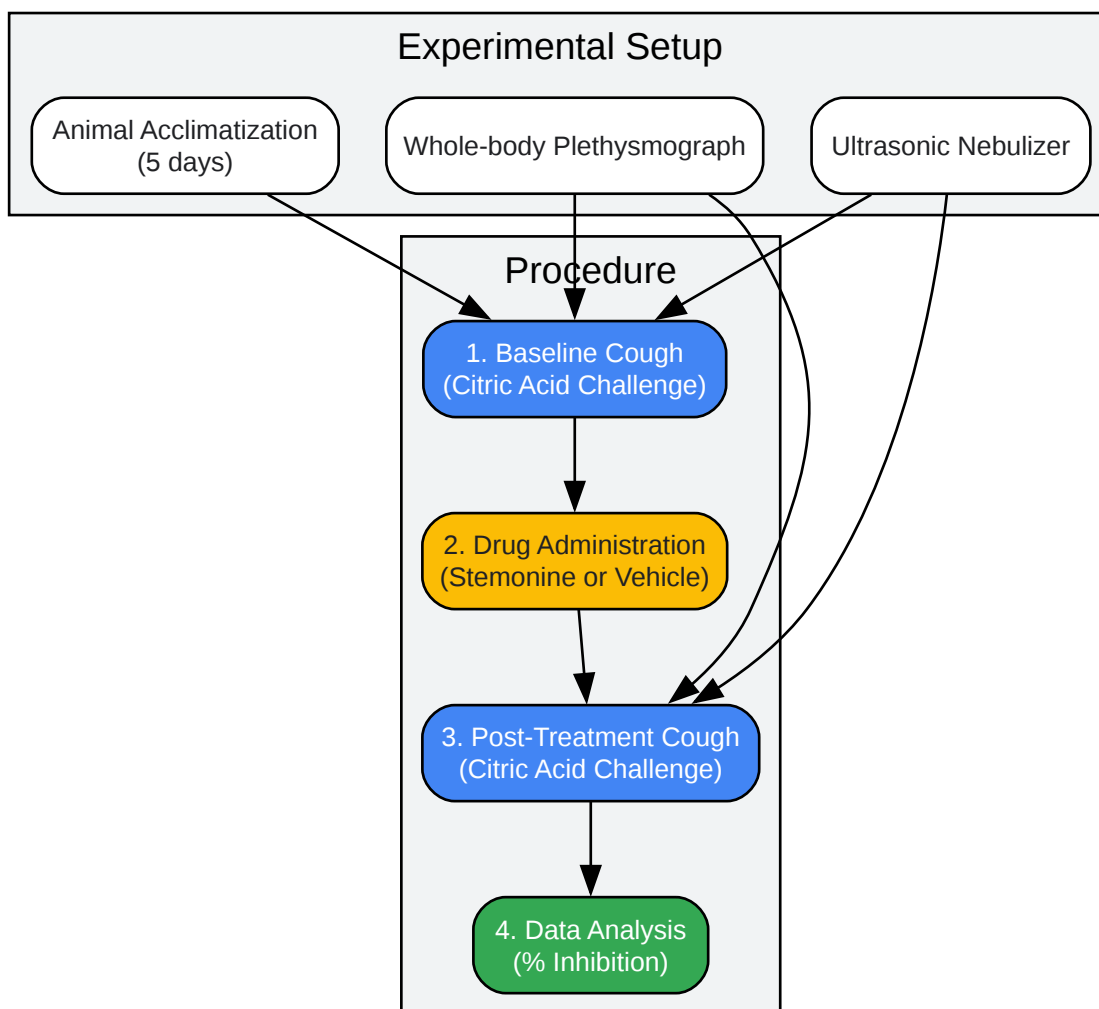 Experimental Setup
Animal Acclimatization
(5 days)
Whole-body Plethysmograph
Ultrasonic Nebulizer
Procedure
1. Baseline Cough
(Citric Acid Challenge)
2. Drug Administration
(Stemonine or Vehicle)
3. Post-Treatment Cough
(Citric Acid Challenge)
4. Data Analysis
(% Inhibition)